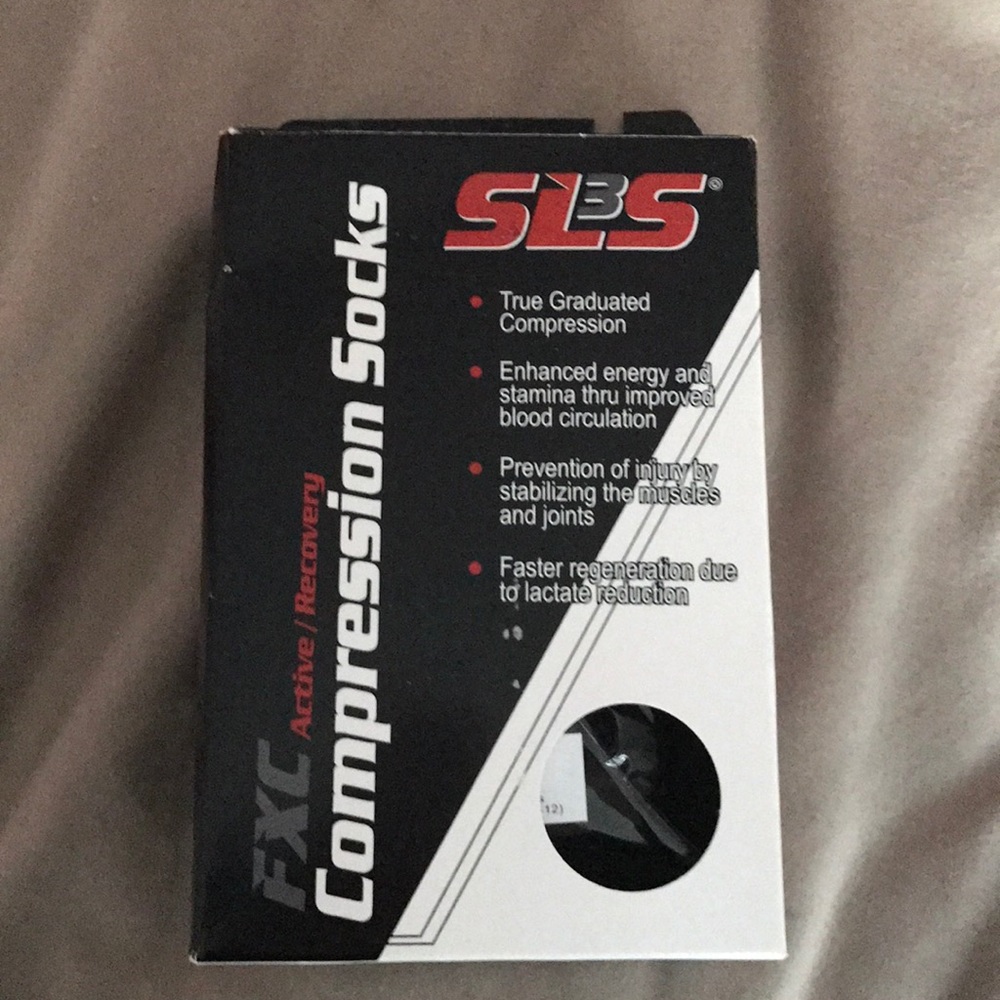 SL3S®
True Graduated
Compression
Enhanced energy and
stamina thru improved
blood circulation
Prevention of injury by
stabilizing the muscles
and joints
Faster regeneration due
to lactate reduction
FXC Active / Recovery
Compression Socks
12)